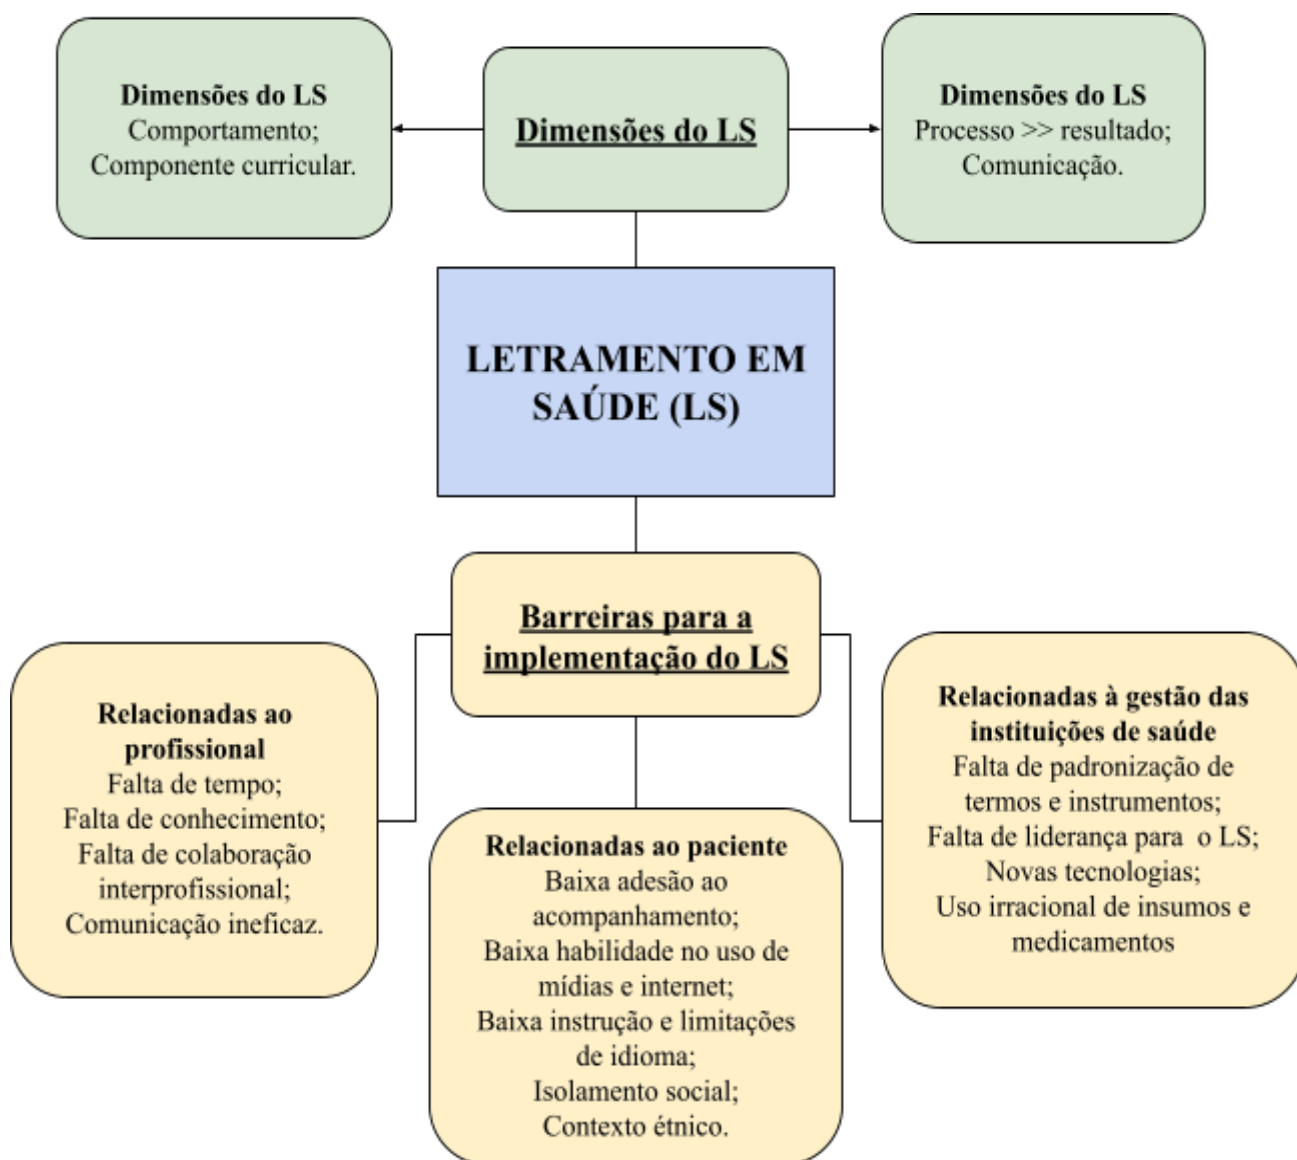 Dimensões do LS
Comportamento;
Componente curricular.
Dimensões do LS
Dimensões do LS
Processo >> resultado;
Comunicação.
LETRAMENTO EM
SAÚDE (LS)
Barreiras para a
implementação do LS
Relacionadas ao
profissional
Falta de tempo;
Falta de conhecimento;
Falta de colaboração
interprofissional;
Comunicação ineficaz.
Relacionadas ao paciente
Baixa adesão ao
acompanhamento;
Baixa habilidade no uso de
mídias e internet;
Baixa instrução e limitações
de idioma;
Isolamento social;
Contexto étnico.
Relacionadas à gestão das
instituições de saúde
Falta de padronização de
termos e instrumentos;
Falta de liderança para  o LS;
Novas tecnologias;
Uso irracional de insumos e
medicamentos